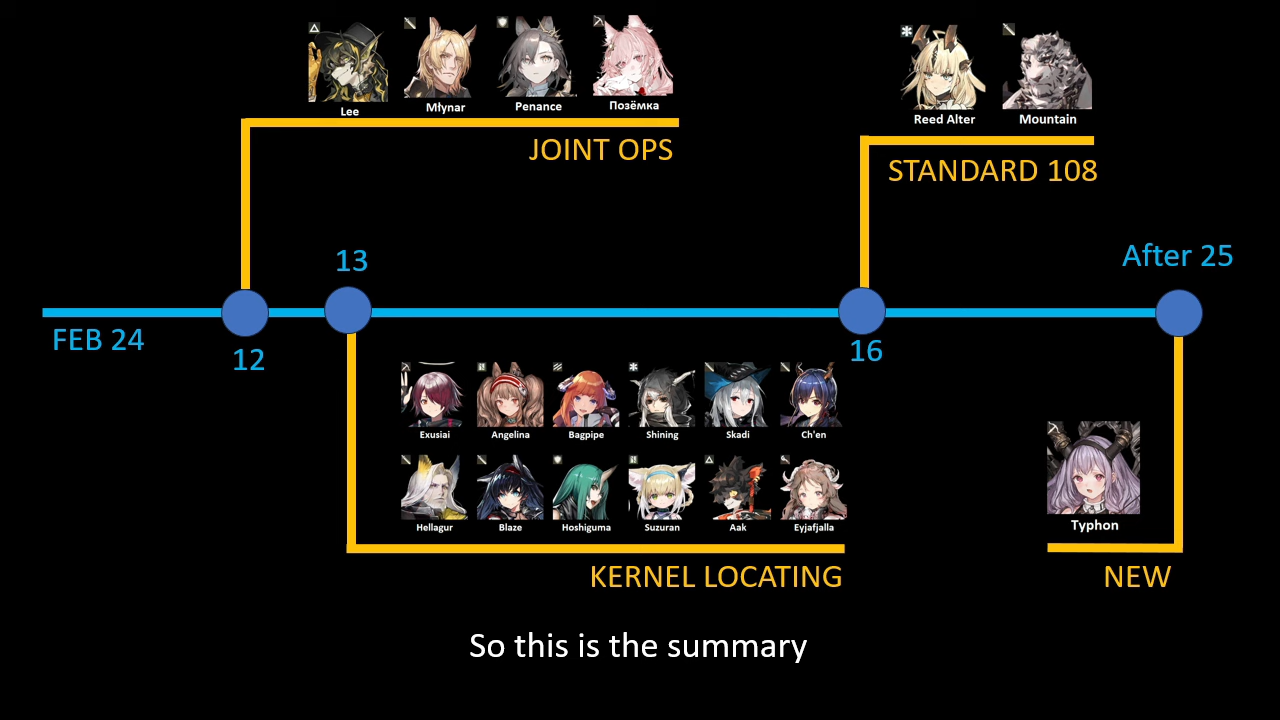 Lee
Młynar
Penance
Позёмка
JOINT OPS
Reed Alter
Mountain
STANDARD 108
FEB 24
12
13
16
After 25
Exusiai
Angelina
Bagpipe
Shining
Skadi
Ch'en
Hellagur
Blaze
Hoshiguma
Suzuran
Aak
Eyjafjalla
KERNEL LOCATING
Typhon
NEW
So this is the summary